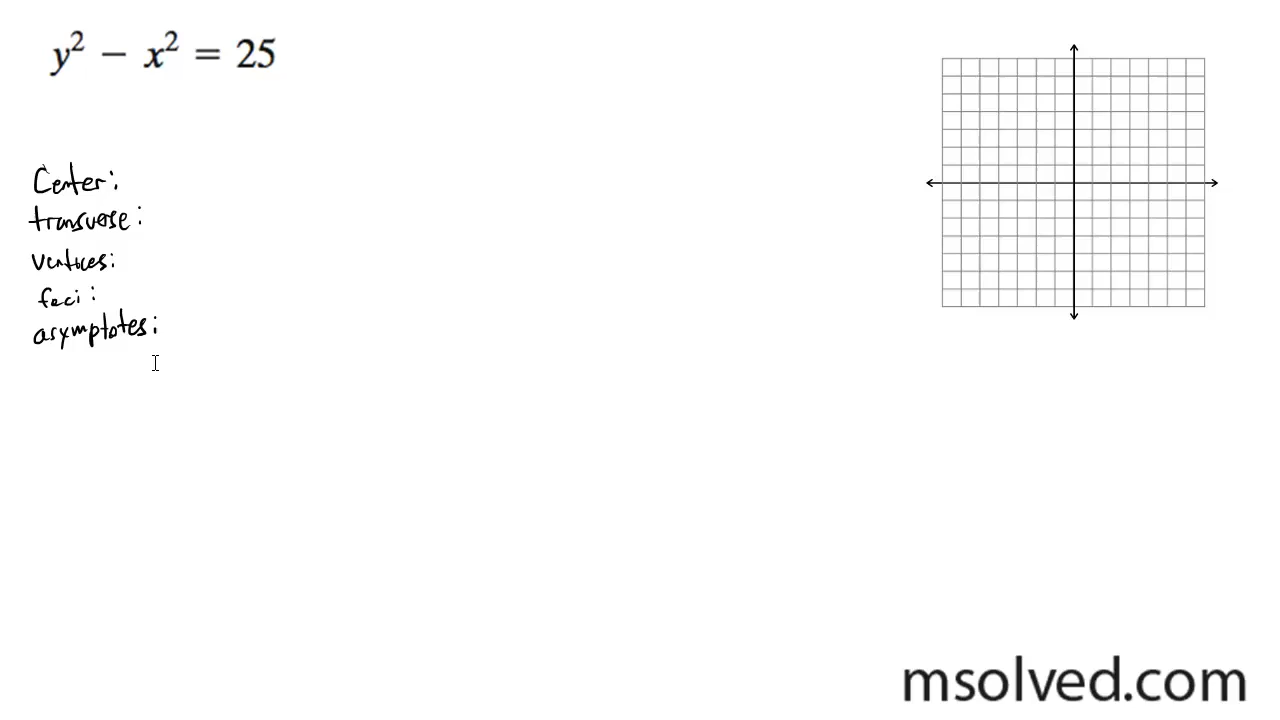 y² − x² = 25
Center:
transverse:
vertices:
foci:
asymptotes:
msolved.com